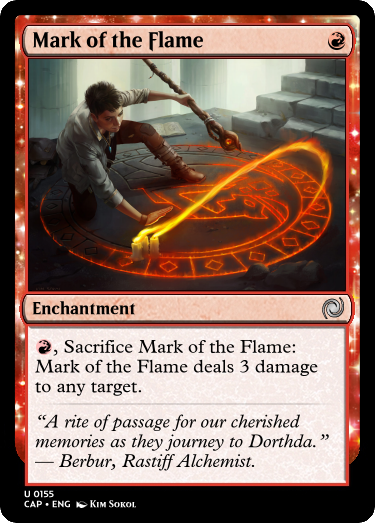 Mark of the Flame
Enchantment
, Sacrifice Mark of the Flame:
Mark of the Flame deals 3 damage
to any target.
“A rite of passage for our cherished
memories as they journey to Dorthda.”
— Berbur, Rastiff Alchemist.
U 0155
CAP • ENG Kim Sokol